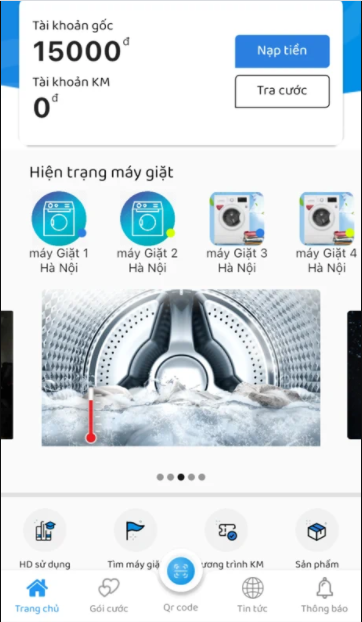 Tài khoản gốc
15000đ
Nạp tiền
Tài khoản KM
0đ
Tra cước
Hiện trạng máy giặt
máy Giặt 1
Hà Nội
máy Giặt 2
Hà Nội
máy Giặt 3
Hà Nội
máy Giặt 4
Hà Nội
HD sử dụng
Tìm máy giặ
ương trình KM
Sản phẩm
Trang chủ
Gói cước
Qr code
Tin tức
Thông báo